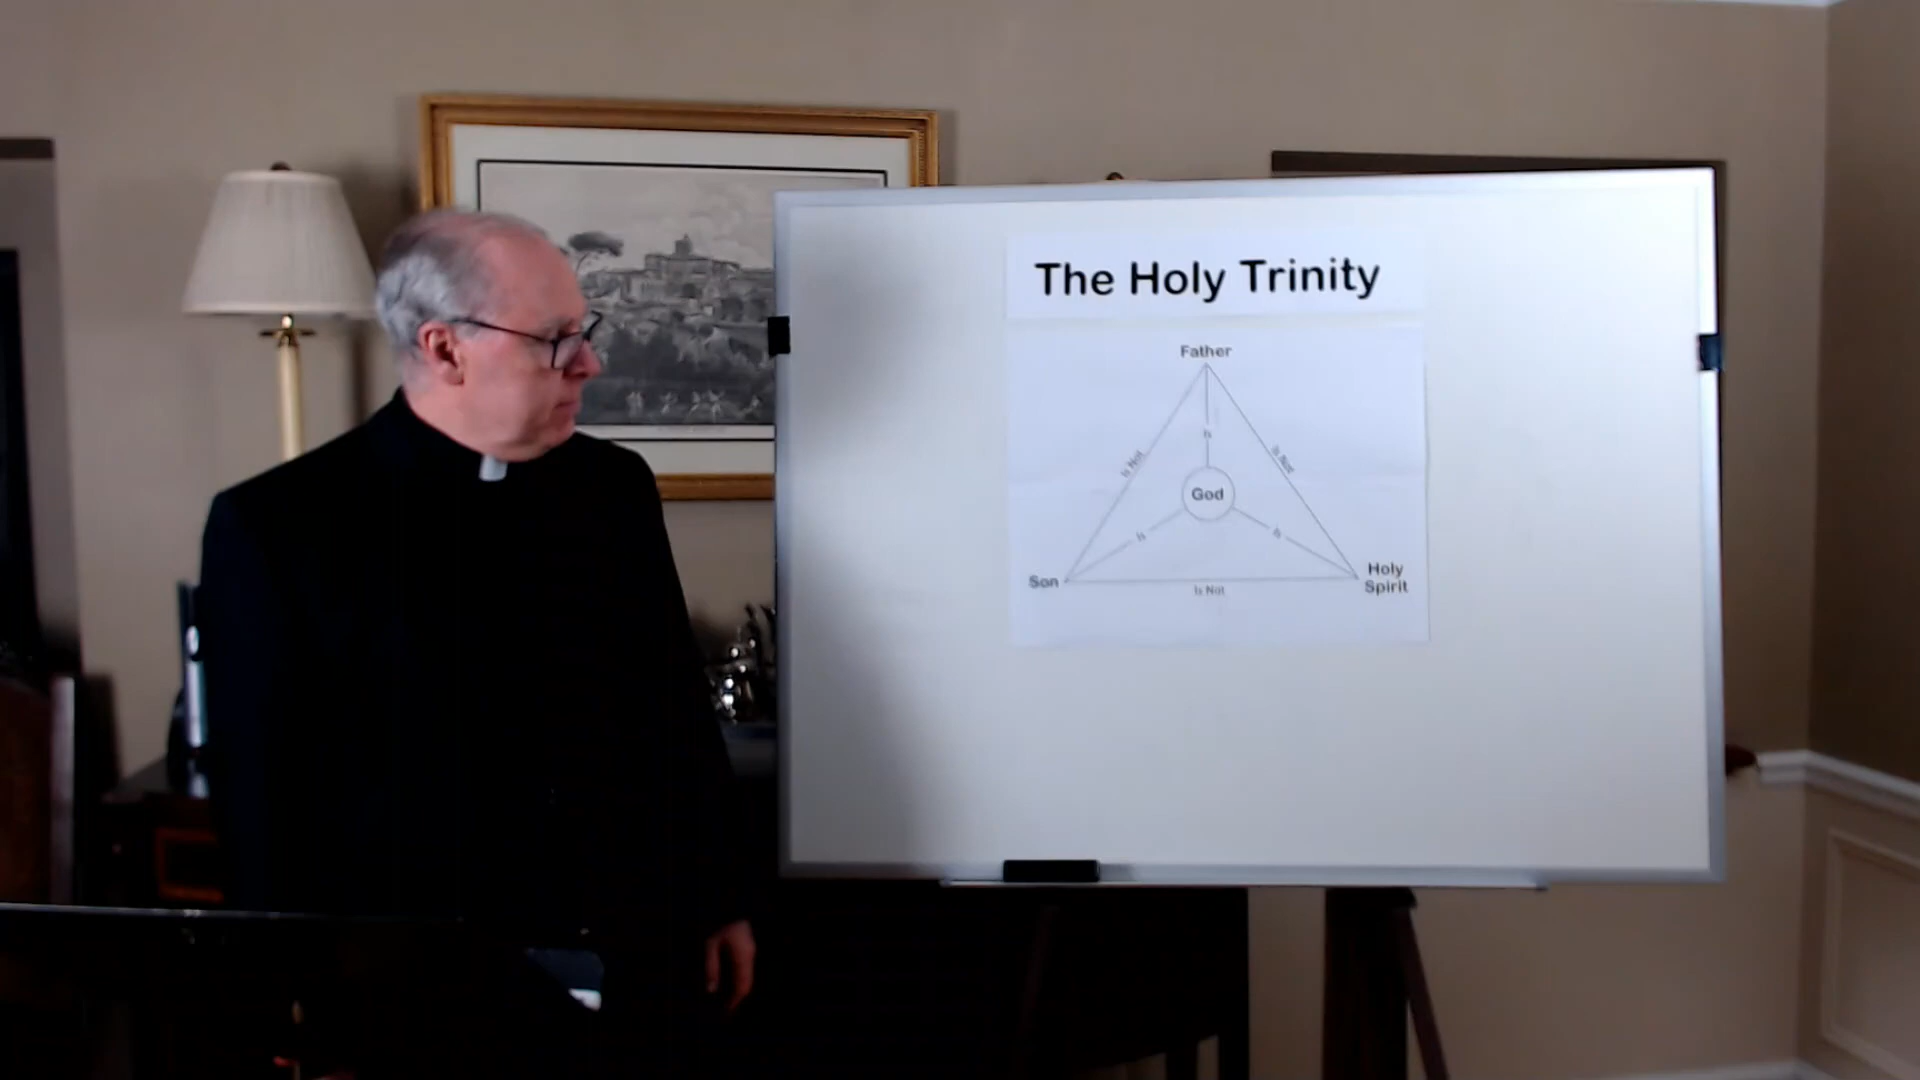 The Holy Trinity
Father
Is
Is Not
Is Not
God
Is
Is
Son
Holy
Spirit
Is Not